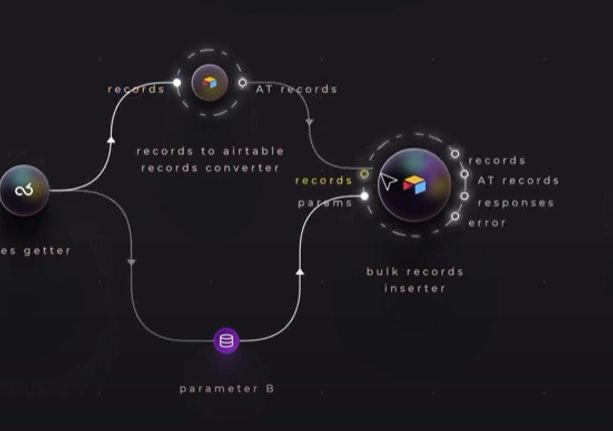 records
AT records
records to airtable
records converter
records
params
records
AT records
responses
error
es getter
bulk records
inserter
parameter B